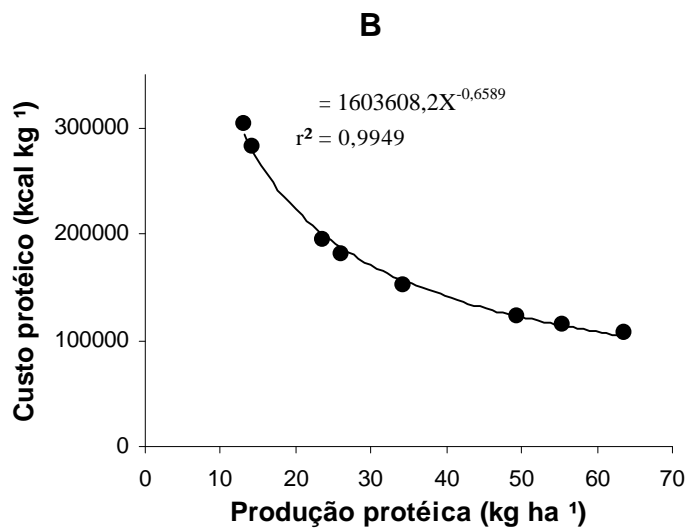 B
= 1603608,2X^-0,6589
r² = 0,9949
Custo protéico (kcal kg ¹)
300000
200000
100000
0
0 10 20 30 40 50 60 70
Produção protéica (kg ha ¹)